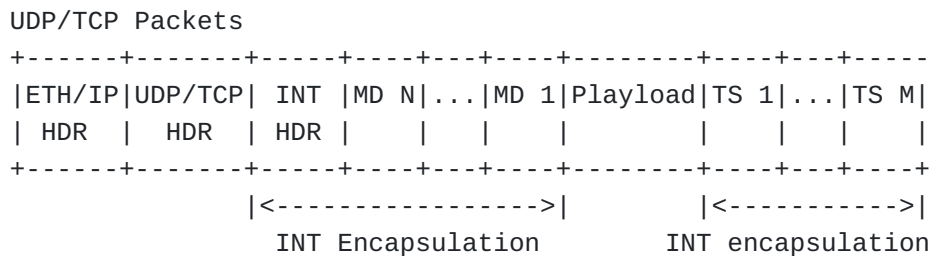 UDP/TCP Packets
+------+-------+-----+----+---+----+--------+----+---+-----
|ETH/IP|UDP/TCP| INT |MD N|...|MD 1|Playload|TS 1|...|TS M|
| HDR  |  HDR  | HDR |    |   |    |        |    |   |    |
+------+-------+-----+----+---+----+--------+----+---+----+
               |<----------------->|        |<----------->|
                 INT Encapsulation        INT encapsulation